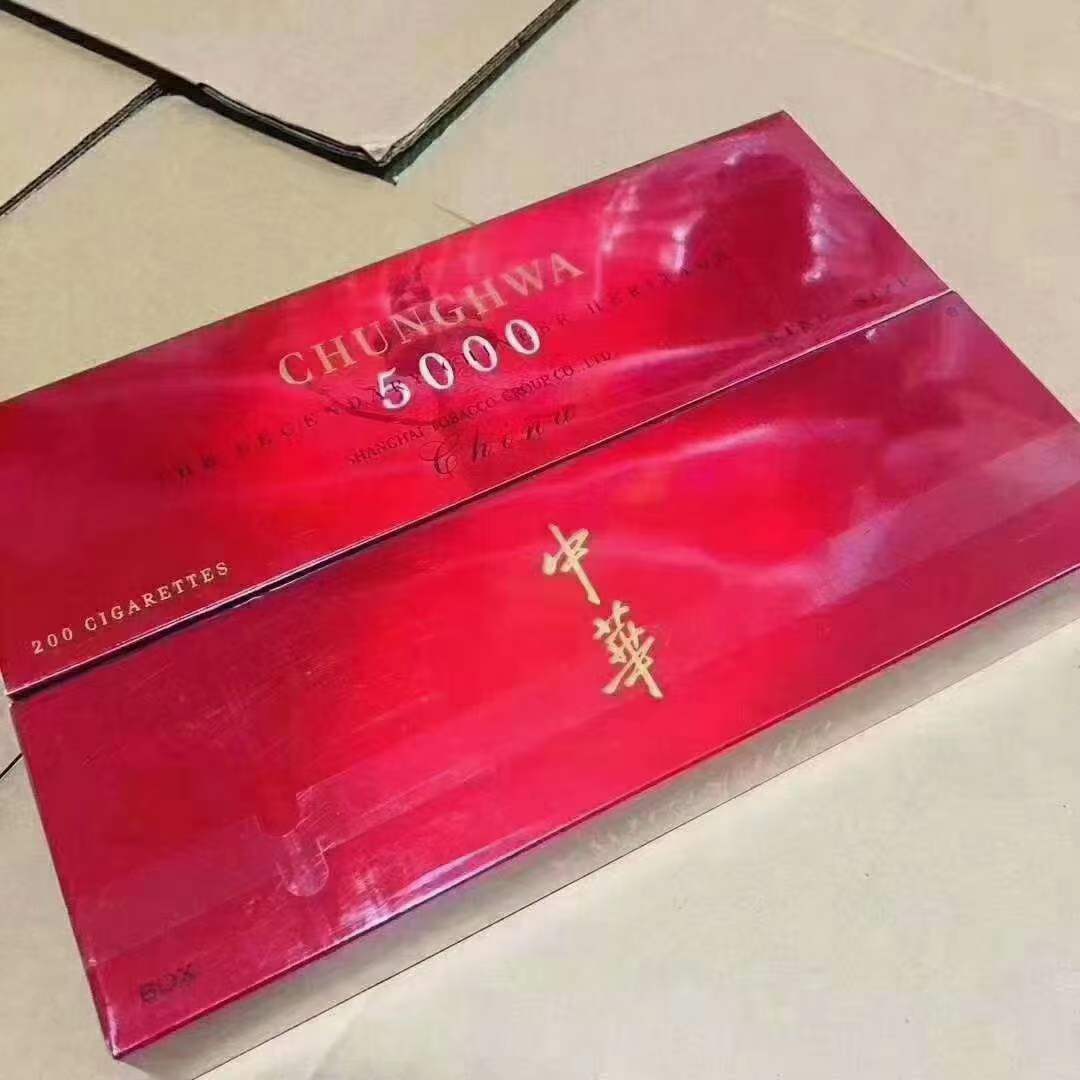 CHUNGHWA
5000
SHANGHAI TOBACCO GROUP CO., LTD.
China
200 CIGARETTES
中
華
BOX